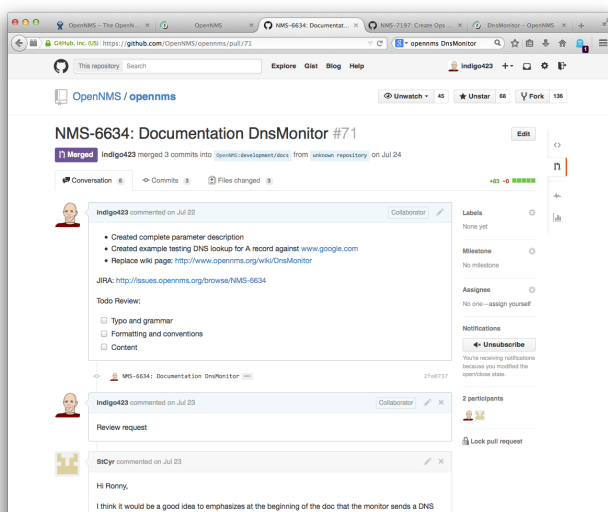 OpenNMS – The OpenN...
OpenNMS
NMS-6634: Documentat...
NMS-7197: Create Ops ...
DnsMonitor – OpenNMS
GitHub, Inc. (US) https://github.com/OpenNMS/opennms/pull/71
opennms DnsMonitor
This repository Search
Explore Gist Blog Help
indigo423
OpenNMS / opennms
Unwatch 45
Unstar 68
Fork 136
NMS-6634: Documentation DnsMonitor #71
Edit
Merged indigo423 merged 3 commits into OpenNMS:development/docs from unknown repository on Jul 24
Conversation 6
Commits 3
Files changed 3
+83 −0
indigo423 commented on Jul 22
Collaborator
Created complete parameter description
Created example testing DNS lookup for A record against www.google.com
Replace wiki page: http://www.opennms.org/wiki/DnsMonitor
JIRA: http://issues.opennms.org/browse/NMS-6634
Todo Review:
Typo and grammar
Formatting and conventions
Content
NMS-6634: Documentation DnsMonitor
2fe0737
indigo423 commented on Jul 23
Collaborator
Review request
StCyr commented on Jul 23
Hi Ronny,
I think it would be a good idea to emphasizes at the beginning of the doc that the monitor sends a DNS
Labels
None yet
Milestone
No milestone
Assignee
No one—assign yourself
Notifications
Unsubscribe
You're receiving notifications
because you modified the
open/close state.
2 participants
Lock pull request